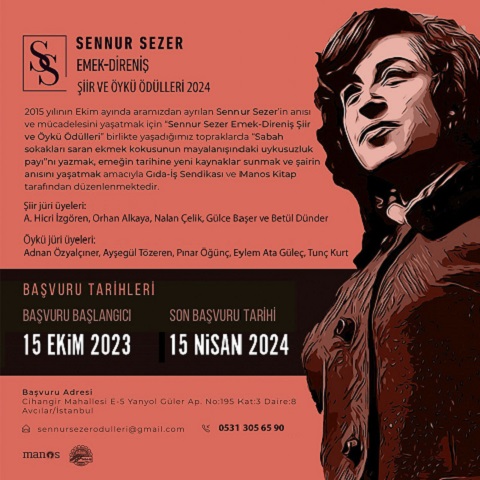 SS
SENNUR SEZER
EMEK-DİRENİŞ
ŞİİR VE ÖYKÜ ÖDÜLLERİ 2024
2015 yılının Ekim ayında aramızdan ayrılan Sennur Sezer'in anısı
ve mücadelesini yaşatmak için "Sennur Sezer Emek-Direniş Şiir
ve Öykü Ödülleri" birlikte yaşadığımız topraklarda "Sabah
sokakları saran ekmek kokusunun mayalanışındaki uykusuzluk
payı"nı yazmak, emeğin tarihine yeni kaynaklar sunmak ve şairin
anısını yaşatmak amacıyla Gıda-İş Sendikası ve Manos Kitap
tarafından düzenlenmektedir.
Şiir jüri üyeleri:
A. Hicri İzgören, Orhan Alkaya, Nalan Çelik, Gülce Başer ve Betül Dünder
Öykü jüri üyeleri:
Adnan Özyalçıner, Ayşegül Tözeren, Pınar Öğünç, Eylem Ata Güleç, Tunç Kurt
BAŞVURU TARİHLERİ
BAŞVURU BAŞLANGICI
15 EKİM 2023
SON BAŞVURU TARİHİ
15 NİSAN 2024
Başvuru Adresi
Cihangir Mahallesi E-5 Yanyol Güler Ap. No;195 Kat:3 Daire:8
Avcılar/İstanbul
sennursezerodulleri@gmail.com
0531 305 65 90
manos